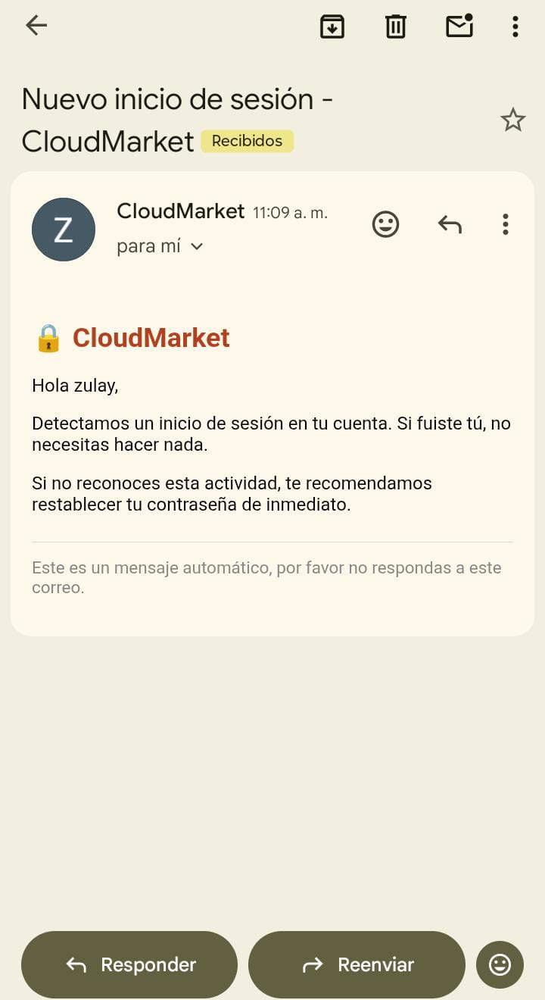 Nuevo inicio de sesión -
CloudMarket Recibidos
Z
CloudMarket 11:09 a. m.
para mí
CloudMarket
Hola zulay,
Detectamos un inicio de sesión en tu cuenta. Si fuiste tú, no
necesitas hacer nada.
Si no reconoces esta actividad, te recomendamos
restablecer tu contraseña de inmediato.
Este es un mensaje automático, por favor no respondas a este
correo.
Responder
Reenviar